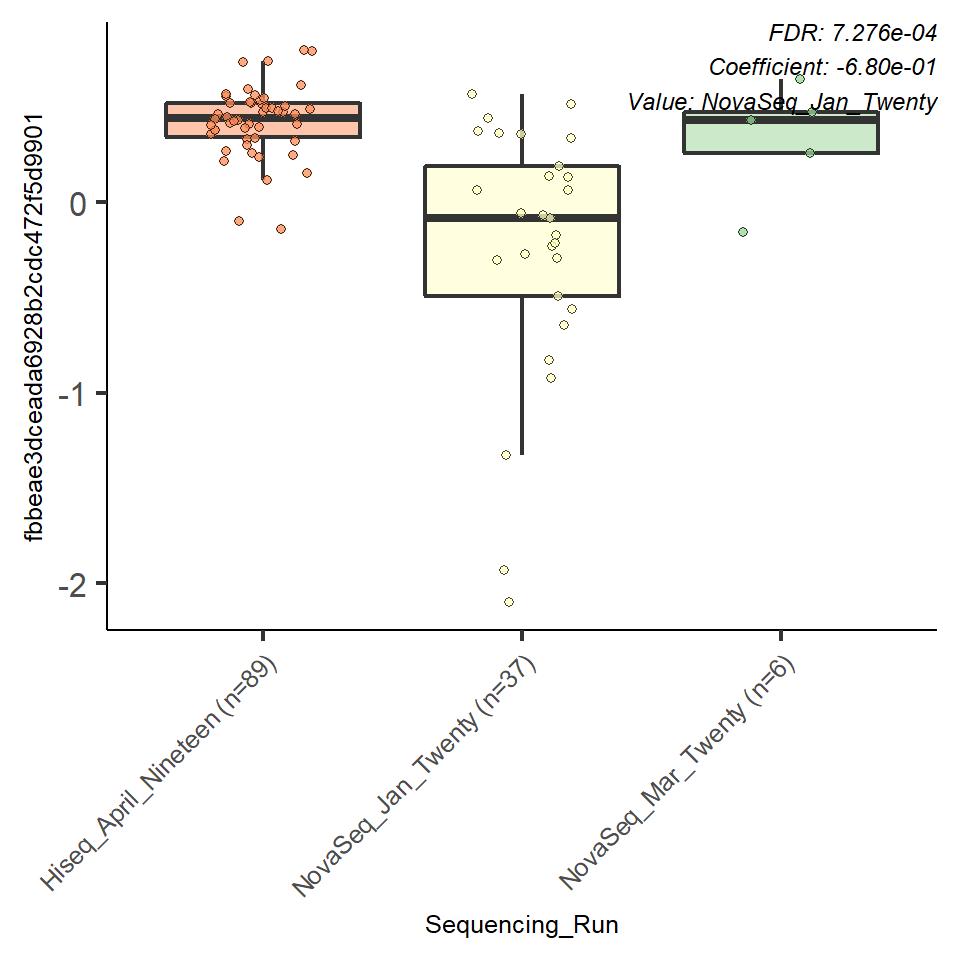 FDR: 7.276e-04
Coefficient: -6.80e-01
Value: NovaSeq_Jan_Twenty
fbbeae3dceada6928b2cdc472f5d9901
0
-1
-2
Hiseq_April_Nineteen (n=89)
NovaSeq_Jan_Twenty (n=37)
NovaSeq_Mar_Twenty (n=6)
Sequencing_Run